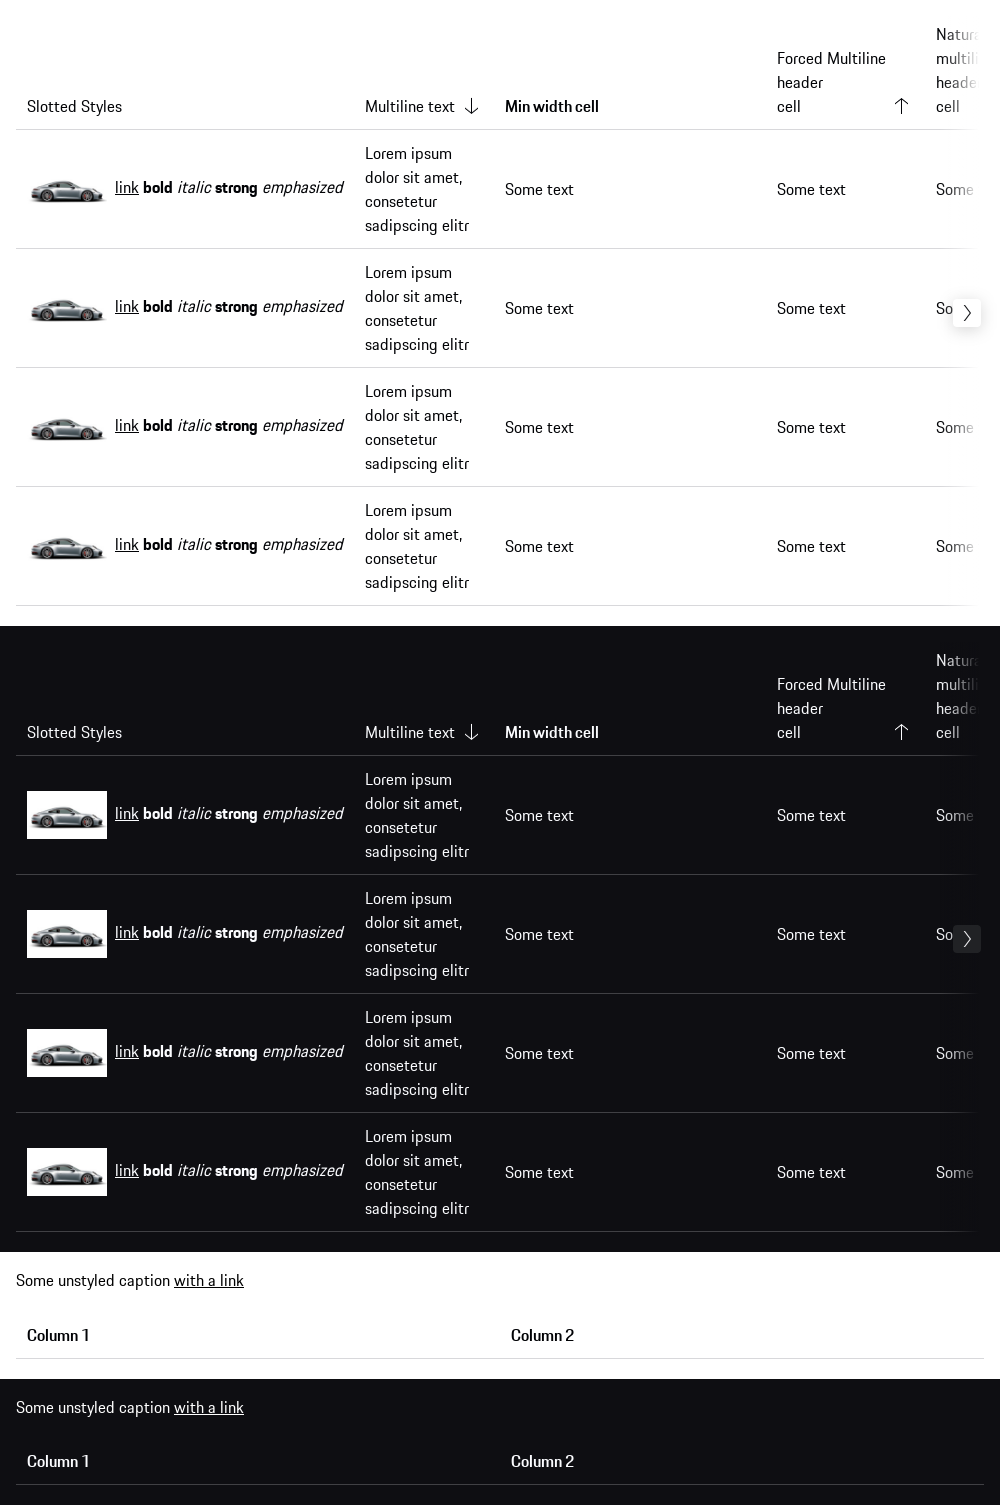 Slotted Styles Multiline text Min width cell Forced Multiline header cell
multiline
header
cell
link bold italic strong emphasized
Lorem ipsum
dolor sit amet,
consetetur
sadipscing elitr
Some text
Some text
Some
link bold italic strong emphasized
Lorem ipsum
dolor sit amet,
consetetur
sadipscing elitr
Some text
Some text
link bold italic strong emphasized
Lorem ipsum
dolor sit amet,
consetetur
sadipscing elitr
Some text
Some text
Some
link bold italic strong emphasized
Lorem ipsum
dolor sit amet,
consetetur
sadipscing elitr
Some text
Some text
Some
Slotted Styles Multiline text Min width cell Forced Multiline header cell
multiline
header
cell
link bold italic strong emphasized
Lorem ipsum
dolor sit amet,
consetetur
sadipscing elitr
Some text
Some text
Some
link bold italic strong emphasized
Lorem ipsum
dolor sit amet,
consetetur
sadipscing elitr
Some text
Some text
link bold italic strong emphasized
Lorem ipsum
dolor sit amet,
consetetur
sadipscing elitr
Some text
Some text
Some
link bold italic strong emphasized
Lorem ipsum
dolor sit amet,
consetetur
sadipscing elitr
Some text
Some text
Some
Some unstyled caption with a link
Column 1 Column 2
Some unstyled caption with a link
Column 1 Column 2